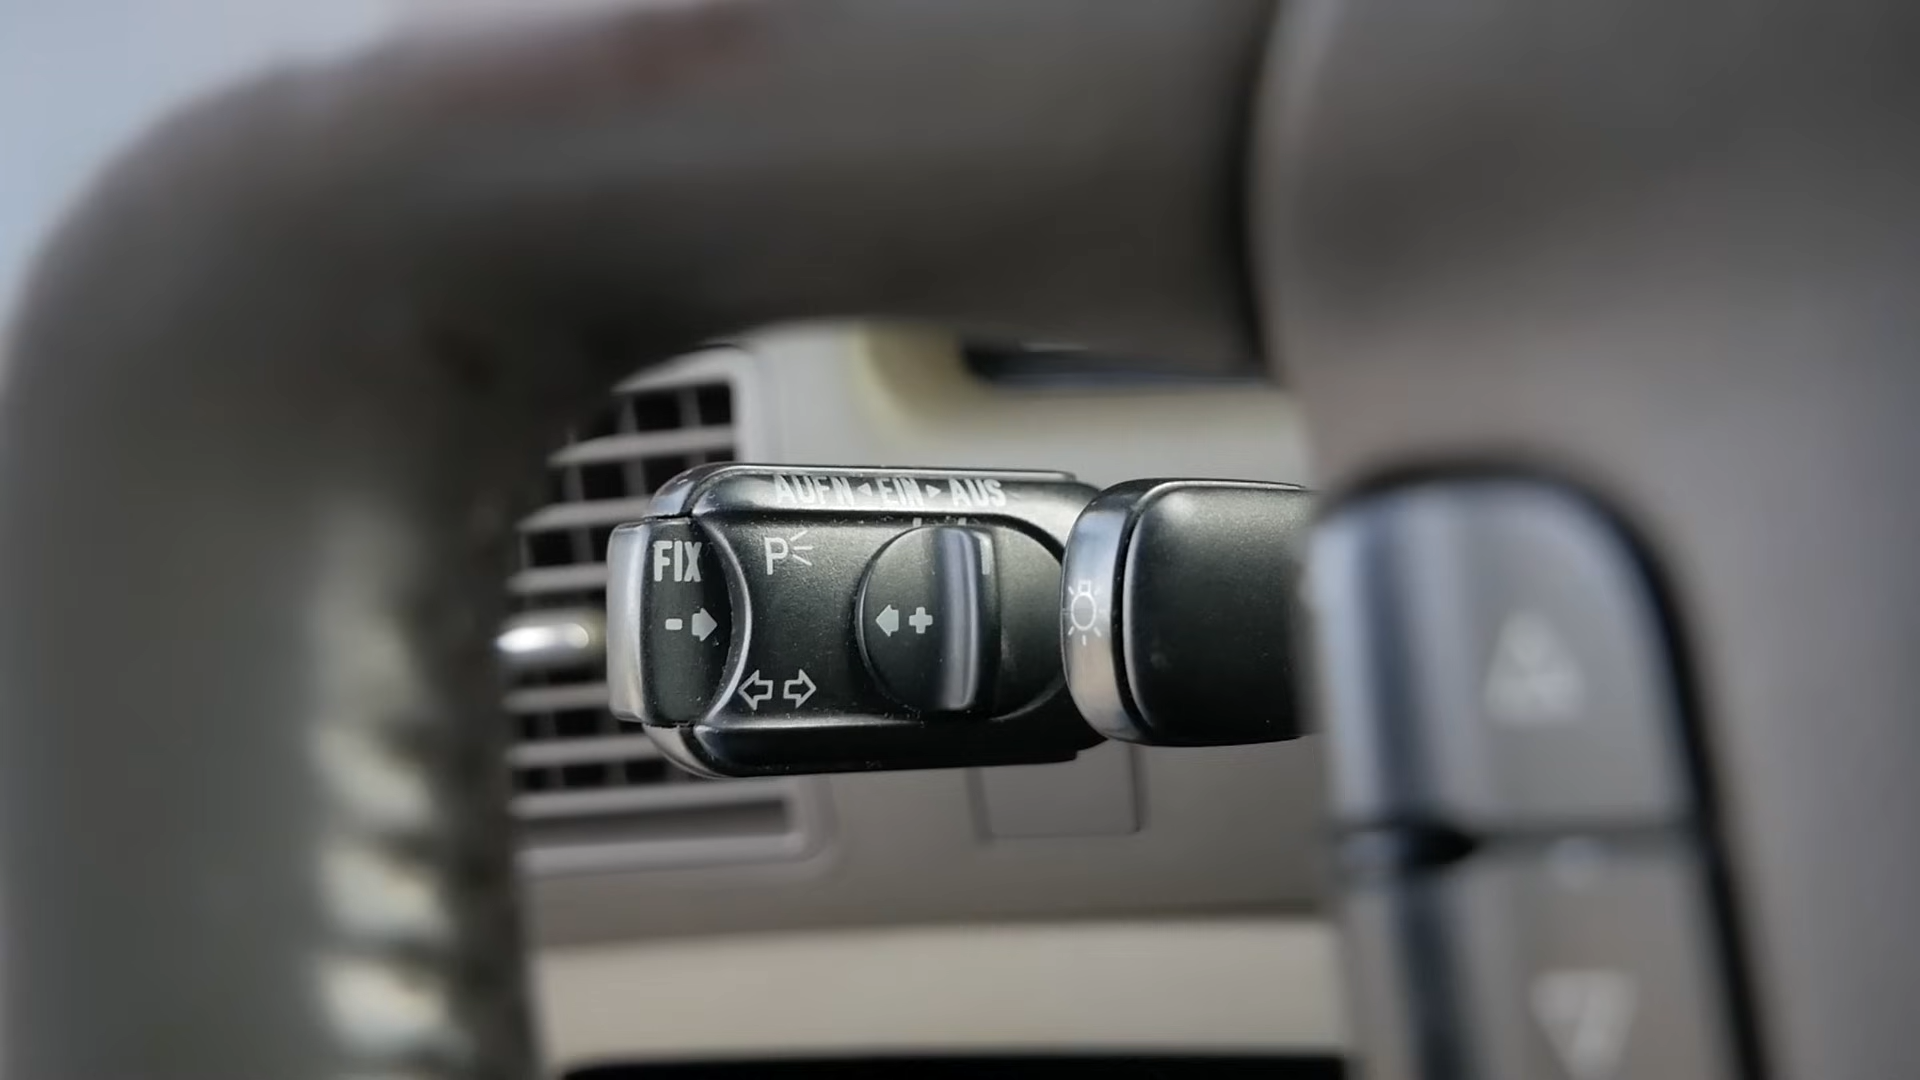 AUFN ◂ EIN ▸ AUS
FIX
P